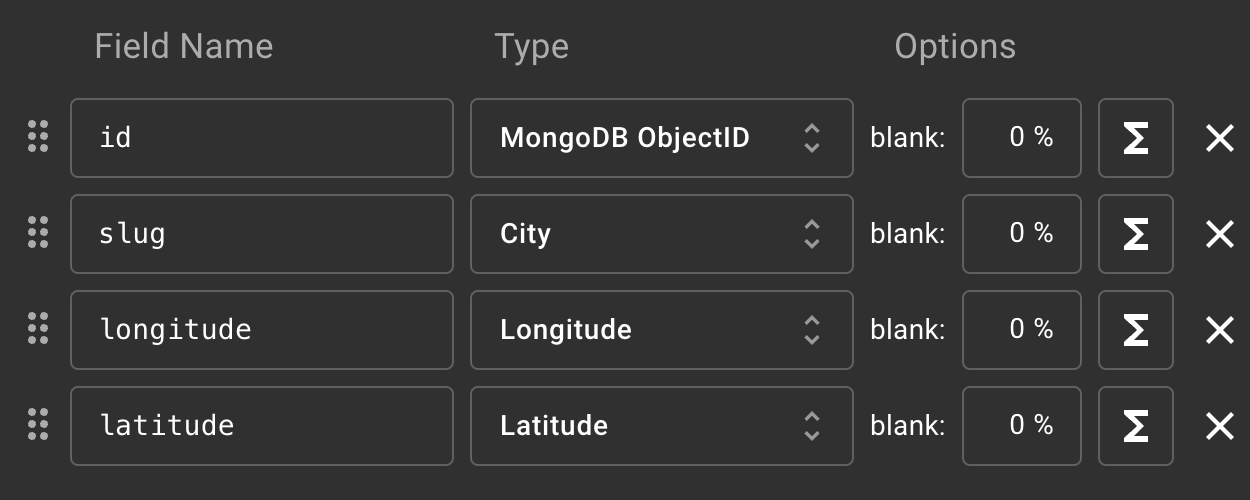 Field Name Type Options
id MongoDB ObjectID blank: 0 % Σ
slug City blank: 0 % Σ
longitude Longitude blank: 0 % Σ
latitude Latitude blank: 0 % Σ